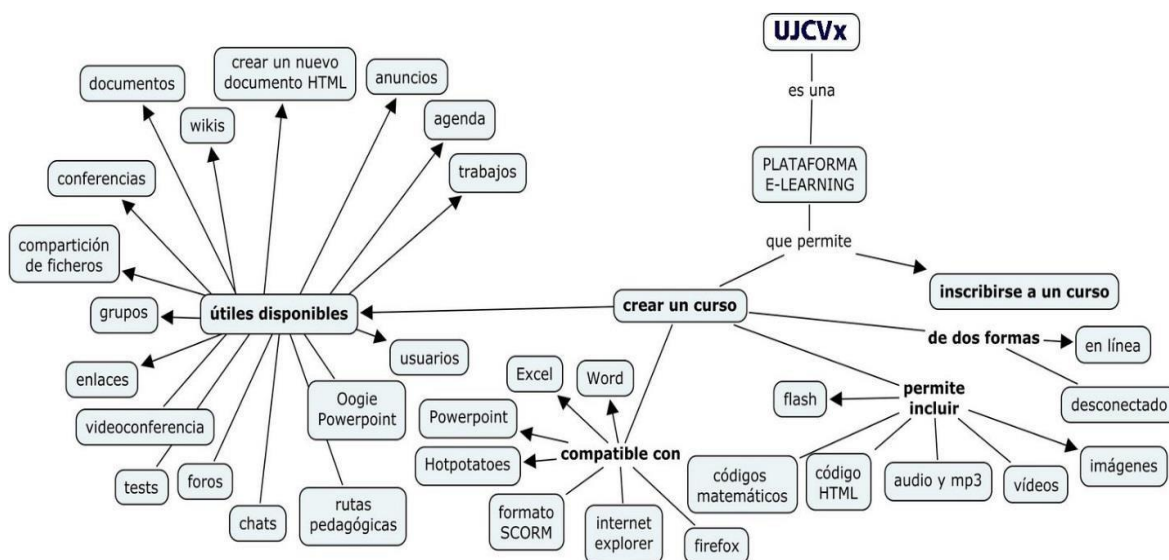 UJCVx
es una
PLATAFORMA
E-LEARNING
que permite
inscribirse a un curso
crear un curso
de dos formas
en línea
desconectado
permite
incluir
flash
códigos
matemáticos
código
HTML
audio y mp3
vídeos
imágenes
compatible con
Word
Excel
Powerpoint
Hotpotatoes
formato
SCORM
internet
explorer
firefox
útiles disponibles
crear un nuevo
documento HTML
anuncios
documentos
agenda
wikis
trabajos
conferencias
compartición
de ficheros
grupos
usuarios
enlaces
Oogie
Powerpoint
videoconferencia
tests
foros
chats
rutas
pedagógicas